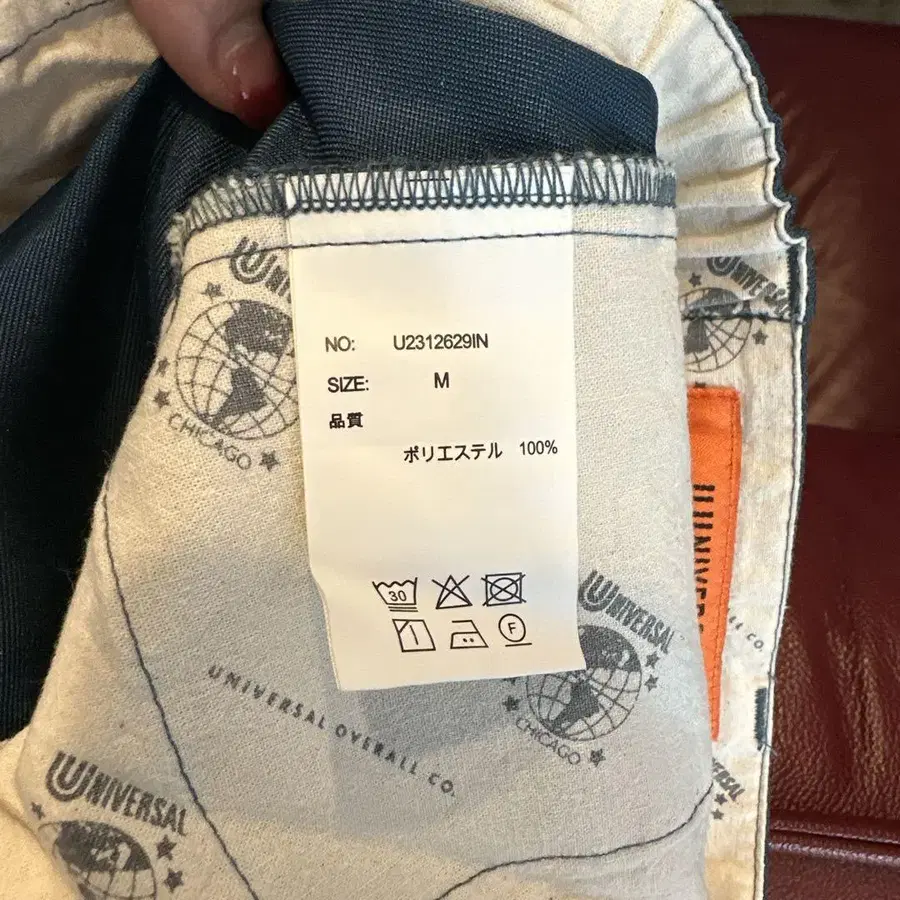 UNIVERSAL
CHICAGO
UNIVERSAL
NO: U2312629IN
SIZE: M
品質
ポリエステル 100%
30
F
UNIVERSAL
CHICAGO
UNIVERSAL OVERALL CO.
UNIVERSAL